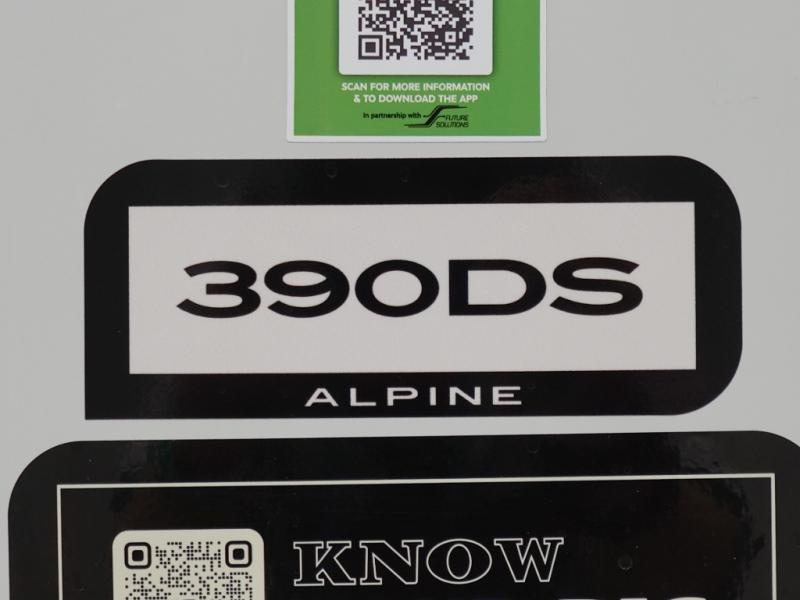 SCAN FOR MORE INFORMATION
& TO DOWNLOAD THE APP
In partnership with FUTURE
SOLUTIONS
390DS
ALPINE
KNOW